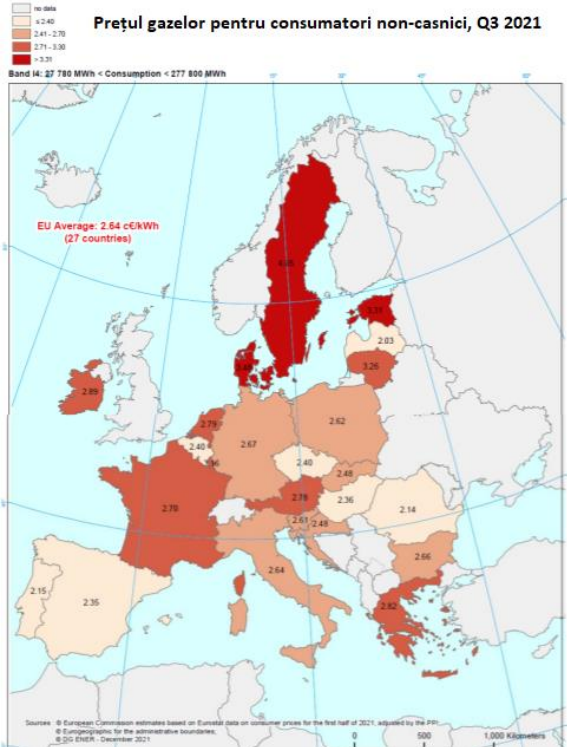 no data
≤ 2.40
2.41 - 2.70
2.71 - 3.30
> 3.31
Prețul gazelor pentru consumatori non-casnici, Q3 2021
Band I4: 27 780 MWh < Consumption < 277 800 MWh
EU Average: 2.64 c€/kWh
(27 countries)
2.03
3.26
2.89
2.79
2.62
2.40
2.67
2.40
2.48
2.78
2.36
2.14
2.61
2.48
2.66
2.64
2.15
2.35
2.82
Sources: © European Commission estimates based on Eurostat data on consumer prices for the first half of 2021, adjusted by the PPI;
© Eurogeographic for the administrative boundaries;
© DG ENER - December 2021
0 500 1,000 Kilometers